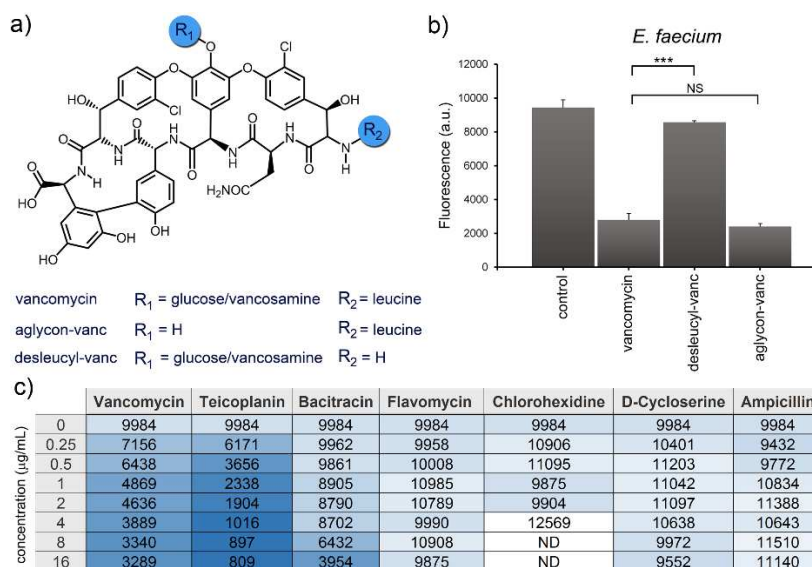 a)
R1
O
O
O
Cl
Cl
HO
OH
R2
O
O
H
N
N
H
O
O
H
N
N
H
O
O
H
N
N
H
O
HO
O
H2N
O
HO
OH
OH
vancomycin R1 = glucose/vancosamine R2 = leucine
aglycon-vanc R1 = H R2 = leucine
desleucyl-vanc R1 = glucose/vancosamine R2 = H
b)
E. faecium
***
NS
Fluorescence (a.u.)
12000
10000
8000
6000
4000
2000
0
control
vancomycin
desleucyl-vanc
aglycon-vanc
c)
concentration (µg/mL)
Vancomycin Teicoplanin Bacitracin Flavomycin Chlorohexidine D-Cycloserine Ampicillin
0 9984 9984 9984 9984 9984 9984 9984
0.25 7156 6171 9962 9958 10906 10401 9432
0.5 6438 3656 9861 10008 11095 11203 9772
1 4869 2338 8905 10985 9875 11042 10834
2 4636 1904 8790 10789 9904 11097 11388
4 3889 1016 8702 9990 12569 10638 10643
8 3340 897 6432 10908 ND 9972 11510
16 3289 809 3954 9875 ND 9552 11140